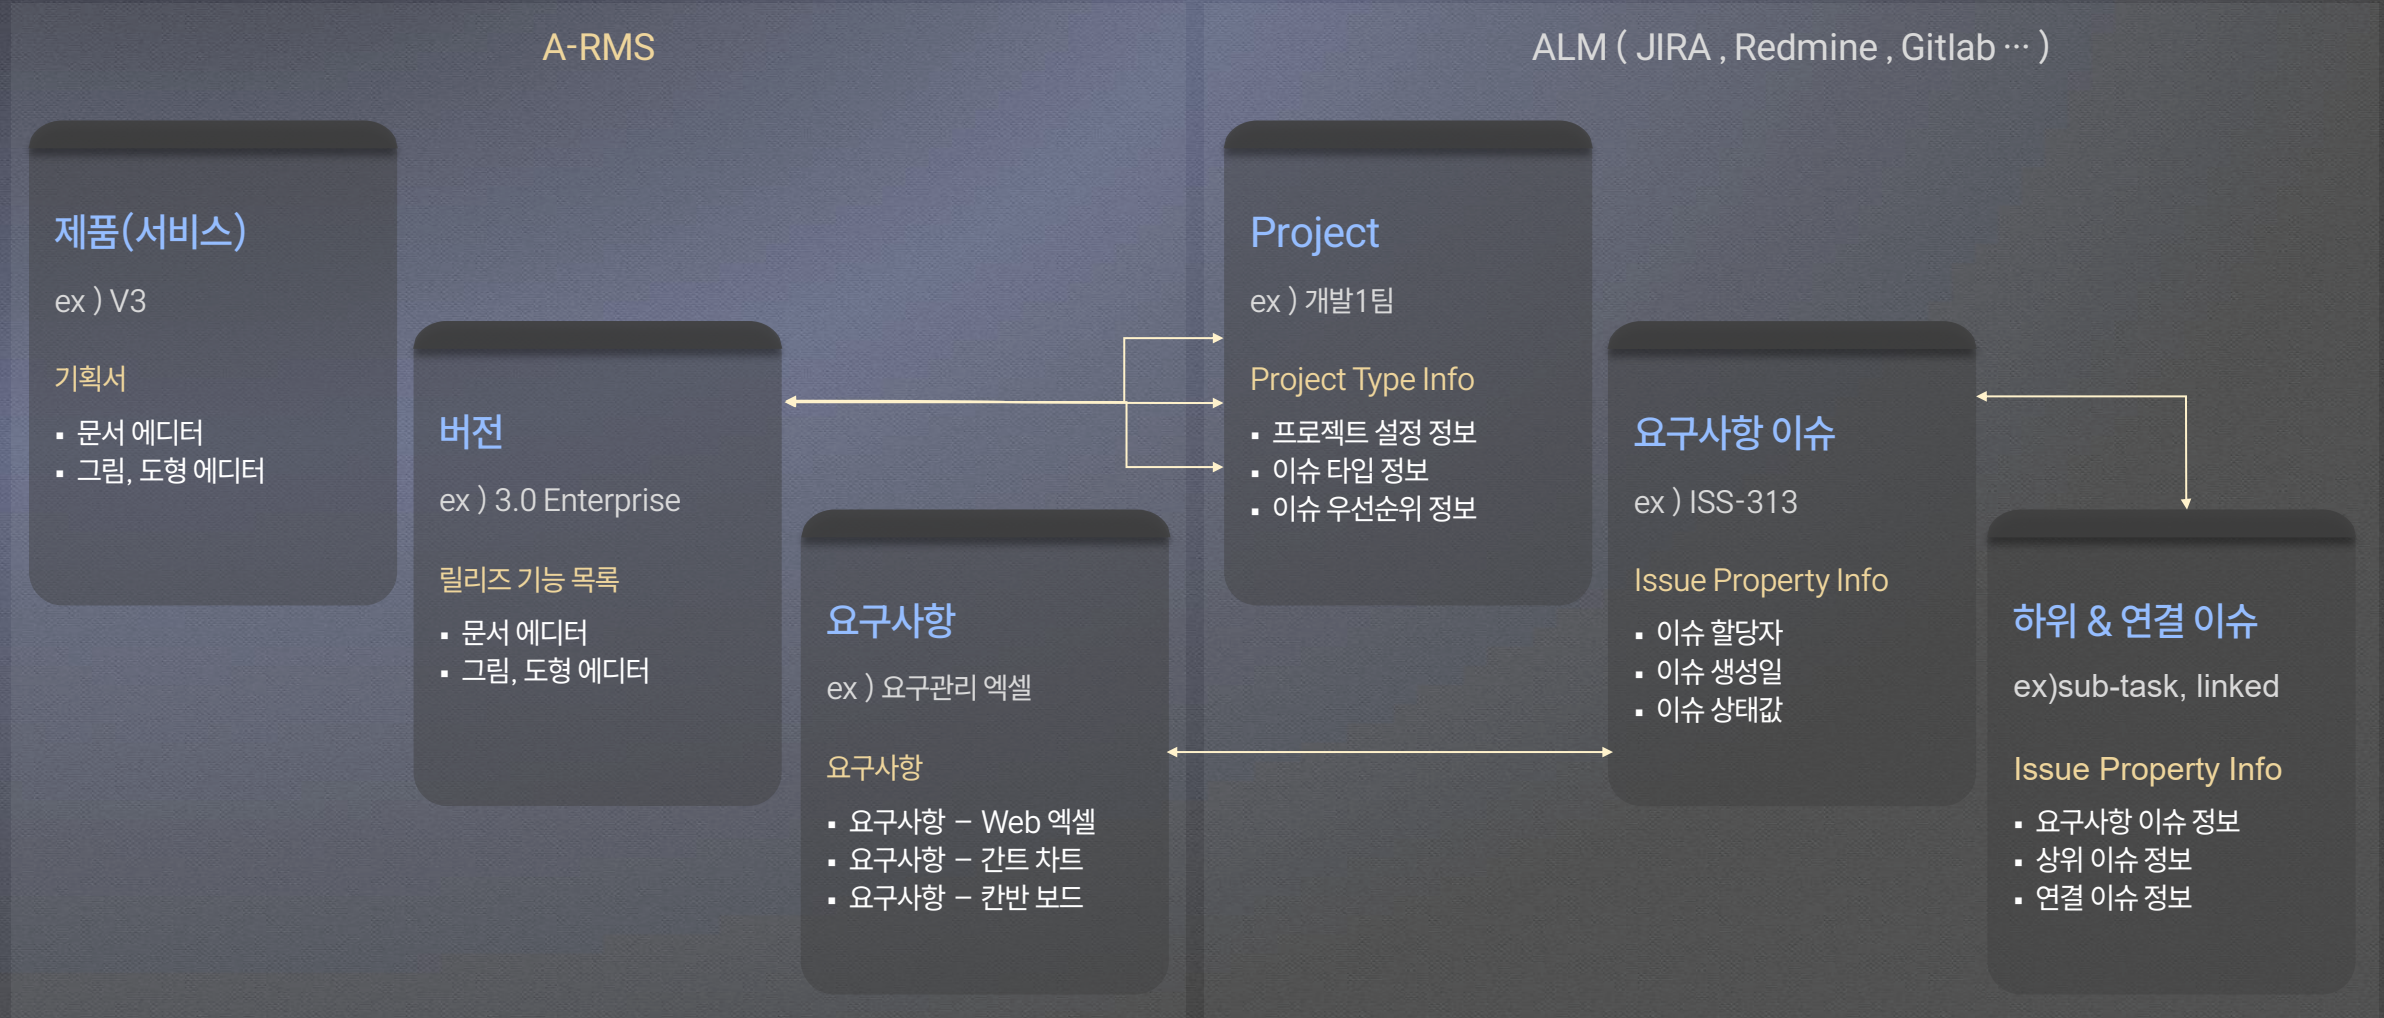 A-RMS
제품(서비스)
ex ) V3
기획서
▪ 문서 에디터
▪ 그림, 도형 에디터
버전
ex ) 3.0 Enterprise
릴리즈 기능 목록
▪ 문서 에디터
▪ 그림, 도형 에디터
요구사항
ex ) 요구관리 엑셀
요구사항
▪ 요구사항 – Web 엑셀
▪ 요구사항 – 간트 차트
▪ 요구사항 – 칸반 보드
ALM ( JIRA , Redmine , Gitlab ⋯ )
Project
ex ) 개발1팀
Project Type Info
▪ 프로젝트 설정 정보
▪ 이슈 타입 정보
▪ 이슈 우선순위 정보
요구사항 이슈
ex ) ISS-313
Issue Property Info
▪ 이슈 할당자
▪ 이슈 생성일
▪ 이슈 상태값
하위 & 연결 이슈
ex)sub-task, linked
Issue Property Info
▪ 요구사항 이슈 정보
▪ 상위 이슈 정보
▪ 연결 이슈 정보